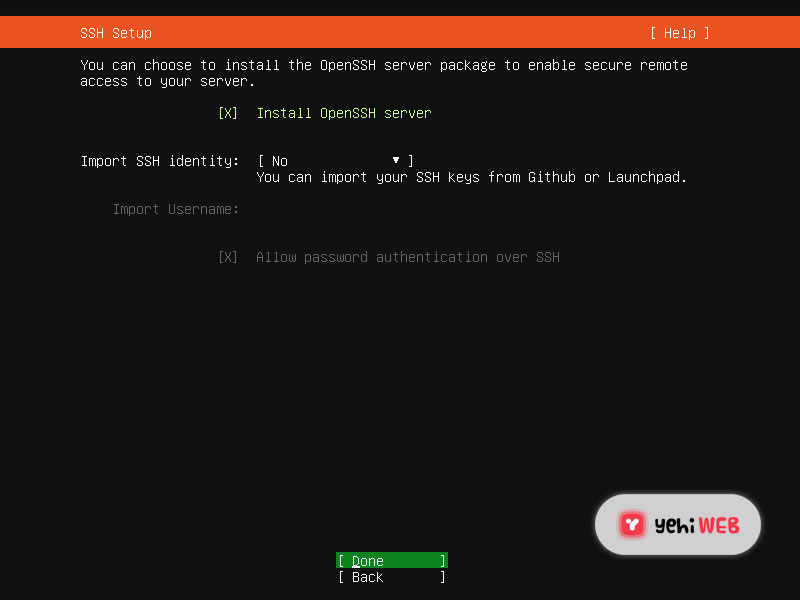 SSH Setup [ Help ]
You can choose to install the OpenSSH server package to enable secure remote
access to your server.
[X] Install OpenSSH server
Import SSH identity: [ No ▼ ]
You can import your SSH keys from Github or Launchpad.
Import Username:
[X] Allow password authentication over SSH
yehi WEB
[ Done ]
[ Back ]